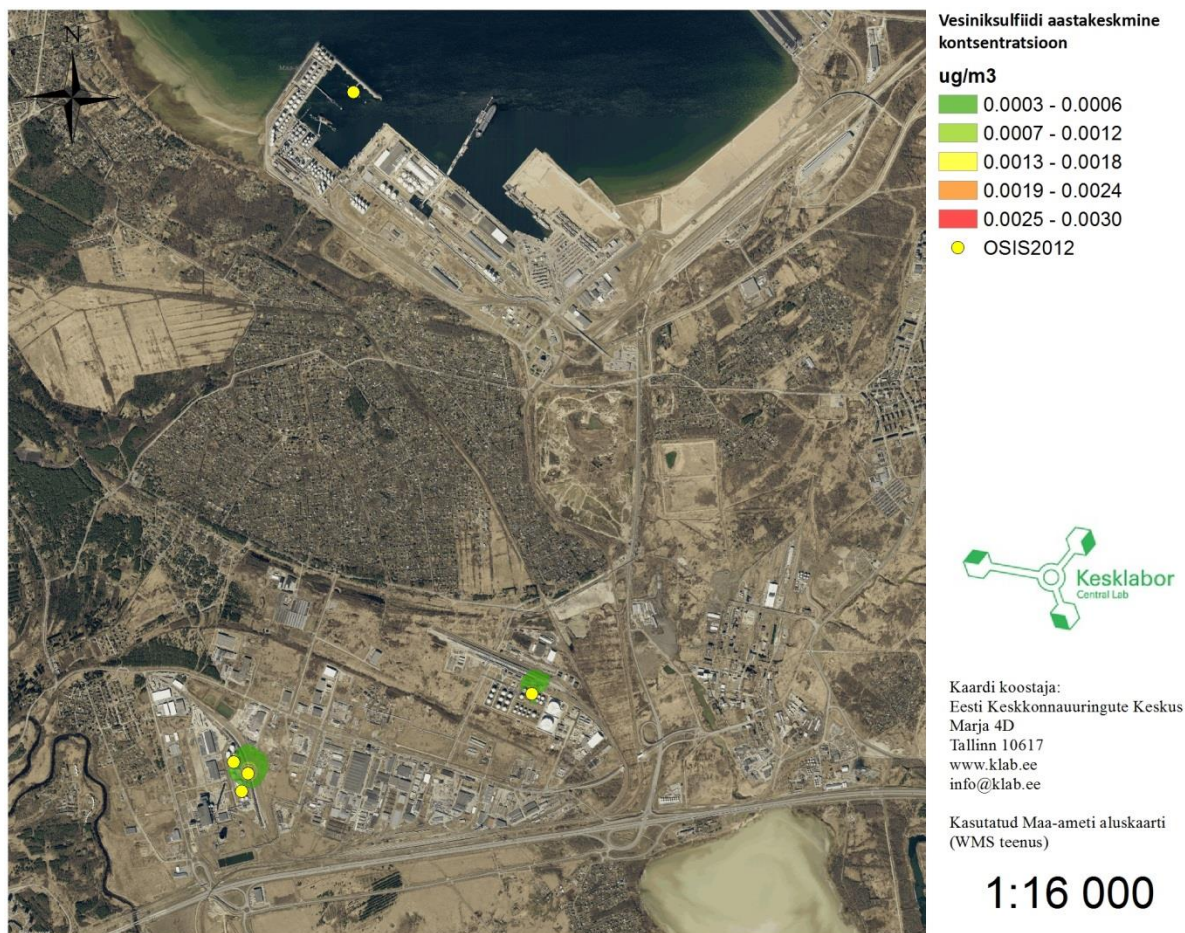 Vesiniksulfiidi aastakeskmine
kontsentratsioon
ug/m3
0.0003 - 0.0006
0.0007 - 0.0012
0.0013 - 0.0018
0.0019 - 0.0024
0.0025 - 0.0030
OSIS2012
N
Kesklabor
Central Lab
Kaardi koostaja:
Eesti Keskkonnauuringute Keskus
Marja 4D
Tallinn 10617
www.klab.ee
info@klab.ee
Kasutatud Maa-ameti aluskaarti
(WMS teenus)
1:16 000